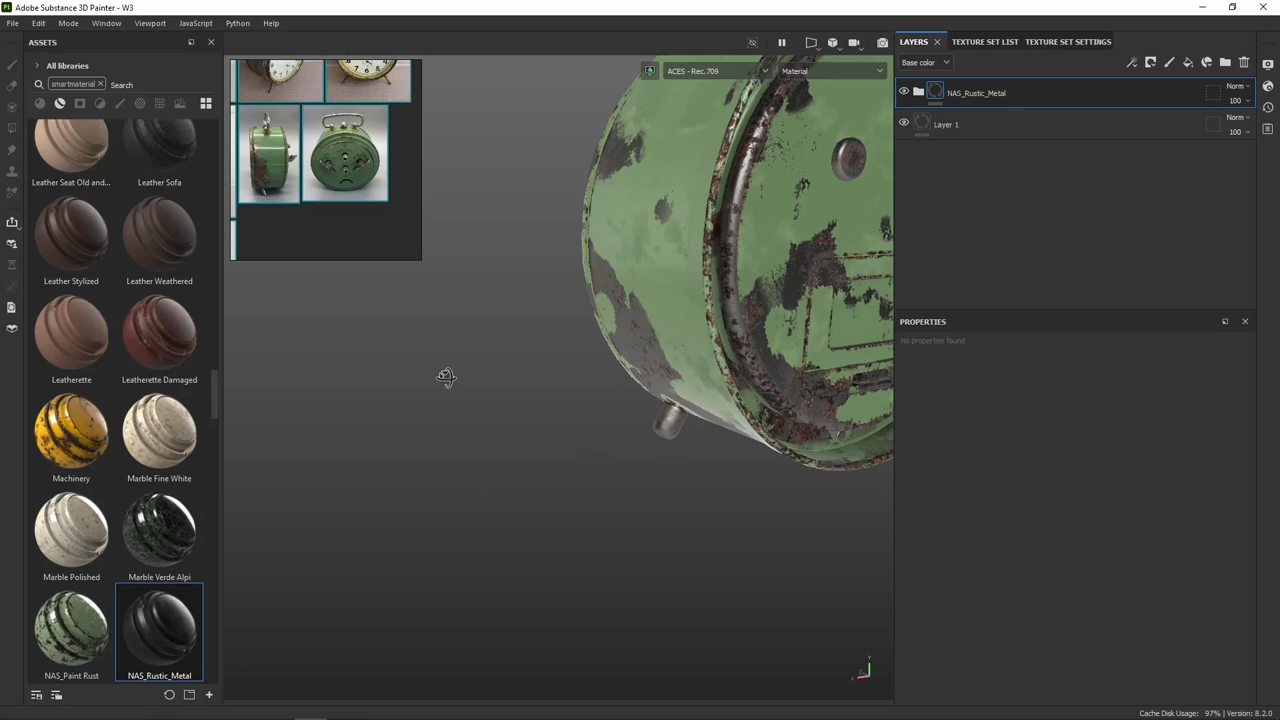 Adobe Substance 3D Painter - W3
File Edit Mode Viewport JavaScript Python Help
ASSETS
All libraries
smartmaterial
Search
Leather Seat Old and...
Leather Sofa
Leather Stylized
Leather Weathered
Leatherette
Leatherette Damaged
Machinery
Marble Fine White
Marble Polished
Marble Verde Alpi
NAS_Paint Rust
NAS_Rustic_Metal
ACES - Rec.709
Material
LAYERS
TEXTURE SET LIST
TEXTURE SET SETTINGS
Base color
NAS_Rustic_Metal
Norm
100
Layer 1
Norm
100
PROPERTIES
No properties found
Cache Disk Usage: 97% | Version: 8.2.0